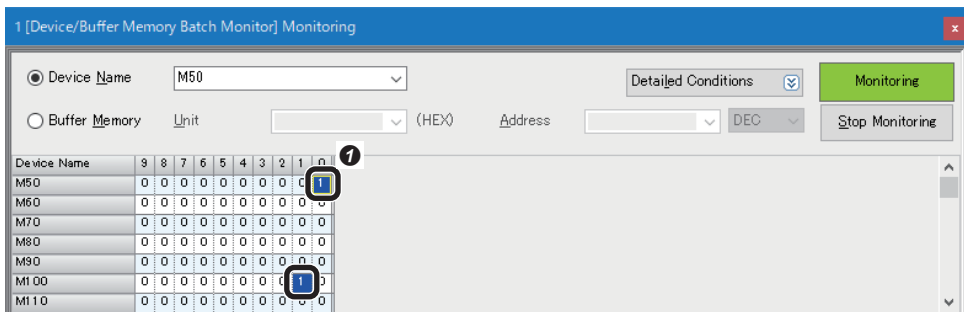 1 [Device/Buffer Memory Batch Monitor] Monitoring x
Device Name M50 Detailed Conditions Monitoring
Buffer Memory Unit (HEX) Address DEC Stop Monitoring
Device Name 9 8 7 6 5 4 3 2 1 0 1
M50 0 0 0 0 0 0 0 0 0 1
M60 0 0 0 0 0 0 0 0 0 0
M70 0 0 0 0 0 0 0 0 0 0
M80 0 0 0 0 0 0 0 0 0 0
M90 0 0 0 0 0 0 0 0 0 0
M100 0 0 0 0 0 0 0 0 1 0
M110 0 0 0 0 0 0 0 0 0 0